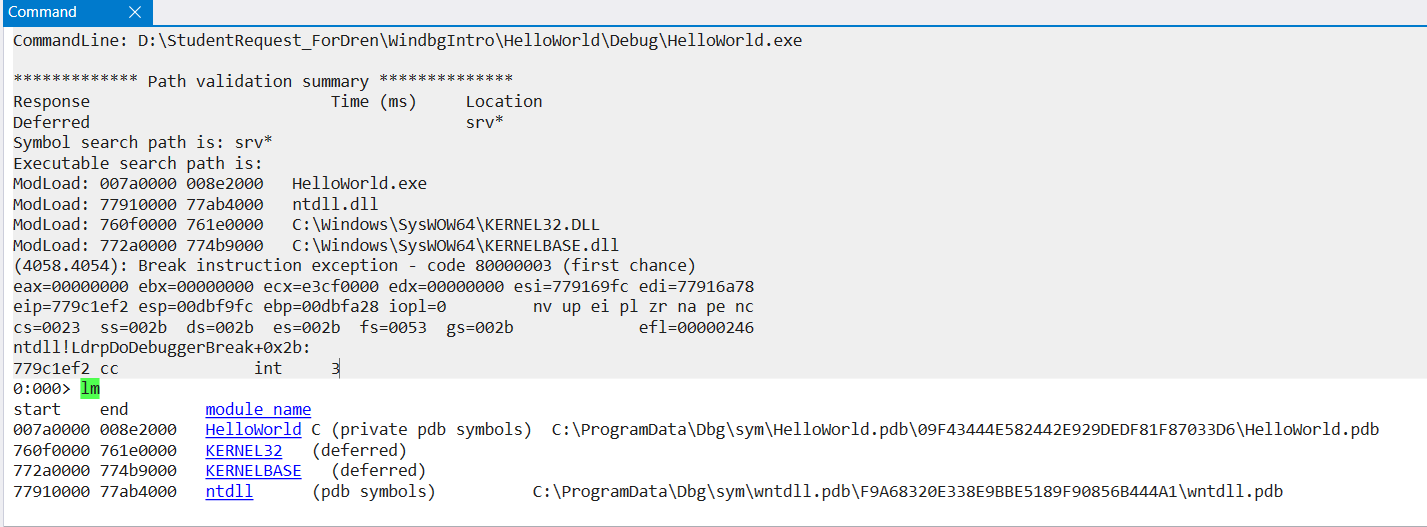 Command
CommandLine: D:\StudentRequest_ForDren\WindbgIntro\HelloWorld\Debug\HelloWorld.exe
************* Path validation summary **************
Response Time (ms) Location
Deferred srv*
Symbol search path is: srv*
Executable search path is:
ModLoad: 007a0000 008e2000 HelloWorld.exe
ModLoad: 77910000 77ab4000 ntdll.dll
ModLoad: 760f0000 761e0000 C:\Windows\SysWOW64\KERNEL32.DLL
ModLoad: 772a0000 774b9000 C:\Windows\SysWOW64\KERNELBASE.dll
(4058.4054): Break instruction exception - code 80000003 (first chance)
eax=00000000 ebx=00000000 ecx=e3cf0000 edx=00000000 esi=779169fc edi=77916a78
eip=779c1ef2 esp=00dbf9fc ebp=00dbfa28 iopl=0 nv up ei pl zr na pe nc
cs=0023 ss=002b ds=002b es=002b fs=0053 gs=002b efl=00000246
ntdll!LdrpDoDebuggerBreak+0x2b:
779c1ef2 cc int 3
0:000> lm
start end module name
007a0000 008e2000 HelloWorld C (private pdb symbols) C:\ProgramData\Dbg\sym\HelloWorld.pdb\09F43444E582442E929DEDF81F87033D6\HelloWorld.pdb
760f0000 761e0000 KERNEL32 (deferred)
772a0000 774b9000 KERNELBASE (deferred)
77910000 77ab4000 ntdll (pdb symbols) C:\ProgramData\Dbg\sym\wntdll.pdb\F9A68320E338E9BBE5189F90856B444A1\wntdll.pdb